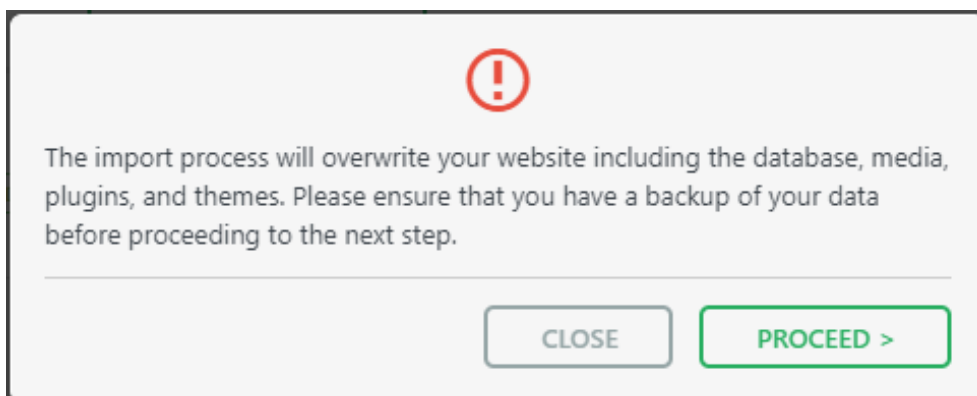 The import process will overwrite your website including the database, media,
plugins, and themes. Please ensure that you have a backup of your data
before proceeding to the next step.
CLOSE
PROCEED >